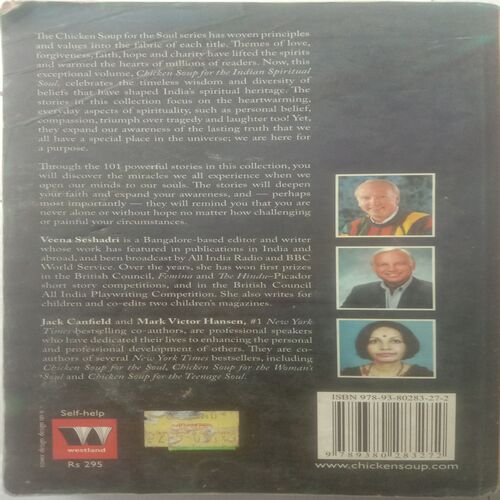 The Chicken Soup for the Soul series has woven principles
and values into the fabric of each title. Themes of love,
forgiveness, faith, hope and charity have lifted the spirits
and warmed the hearts of millions of readers. Now, this
exceptional volume, Chicken Soup for the Indian Spiritual
Soul, celebrates the timeless wisdom and diversity of
beliefs that have shaped India's spiritual heritage. The
stories in this collection focus on the heartwarming,
everyday aspects of spirituality, such as personal belief,
compassion, triumph over tragedy and laughter too! Yet,
they expand our awareness of the lasting truth that we
all have a special place in the universe; we are here for
a purpose.
Through the 101 powerful stories in this collection, you
will discover the miracles we all experience when we
open our minds to our souls. The stories will deepen
your faith and expand your awareness, and — perhaps
most importantly — they will remind you that you are
never alone or without hope no matter how challenging
or painful your circumstances.
Veena Seshadri is a Bangalore-based editor and writer
whose work has featured in publications in India and
abroad, and been broadcast by All India Radio and BBC
World Service. Over the years, she has won first prizes
in the British Council, Femina and The Hindu-Picador
short story competitions, and in the British Council
All India Playwriting Competition. She also writes for
children and co-edits two children's magazines.
Jack Canfield and Mark Victor Hansen, #1 New York
Times bestselling co-authors, are professional speakers
who have dedicated their lives to enhancing the personal
and professional development of others. They are co-
authors of several New York Times bestsellers, including
Chicken Soup for the Soul, Chicken Soup for the Woman's
Soul and Chicken Soup for the Teenage Soul.
Self-help
westland
Rs 295
ISBN 978-93-80283-27-2
9 789380 283272
www.chickensoup.com